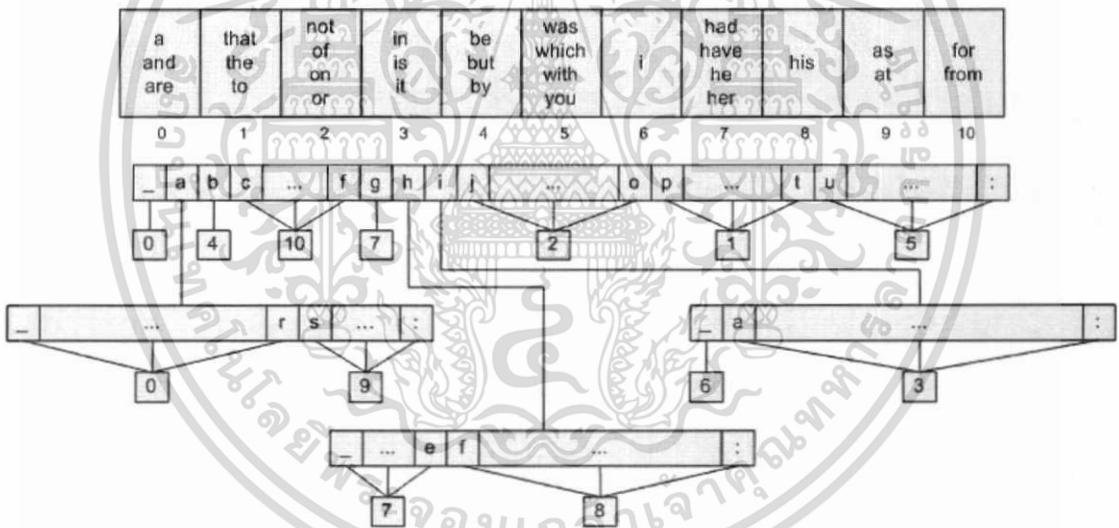 a that not in be was i had his as for
and the of is but which have at from
are to on it by with he
or you her
0 1 2 3 4 5 6 7 8 9 10
_ a b c ... f g h i j ... o p ... t u ... :
0 4 10 7 2 1 5
_ ... r s ... : _ a ... :
0 9 6 3
_ ... e f ... :
7 8